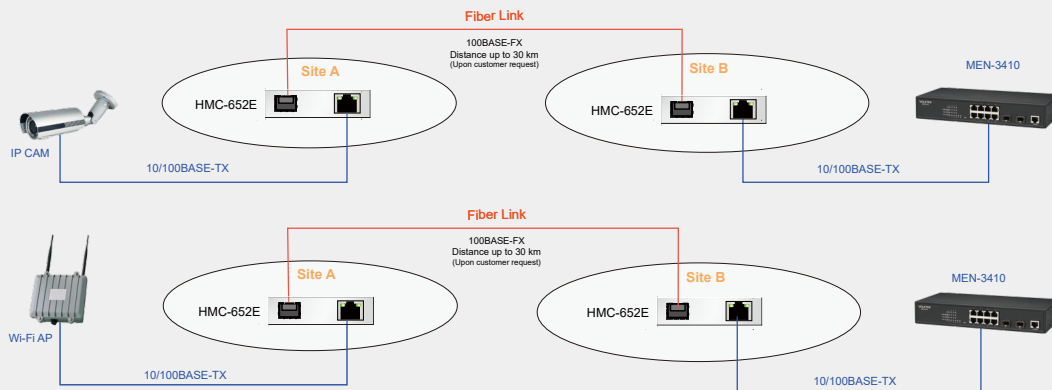 Fiber Link
100BASE-FX
Distance up to 30 km
(Upon customer request)
Site A
Site B
MEN-3410
HMC-652E
HMC-652E
IP CAM
10/100BASE-TX
10/100BASE-TX
Fiber Link
100BASE-FX
Distance up to 30 km
(Upon customer request)
Site A
Site B
MEN-3410
HMC-652E
HMC-652E
Wi-Fi AP
10/100BASE-TX
10/100BASE-TX